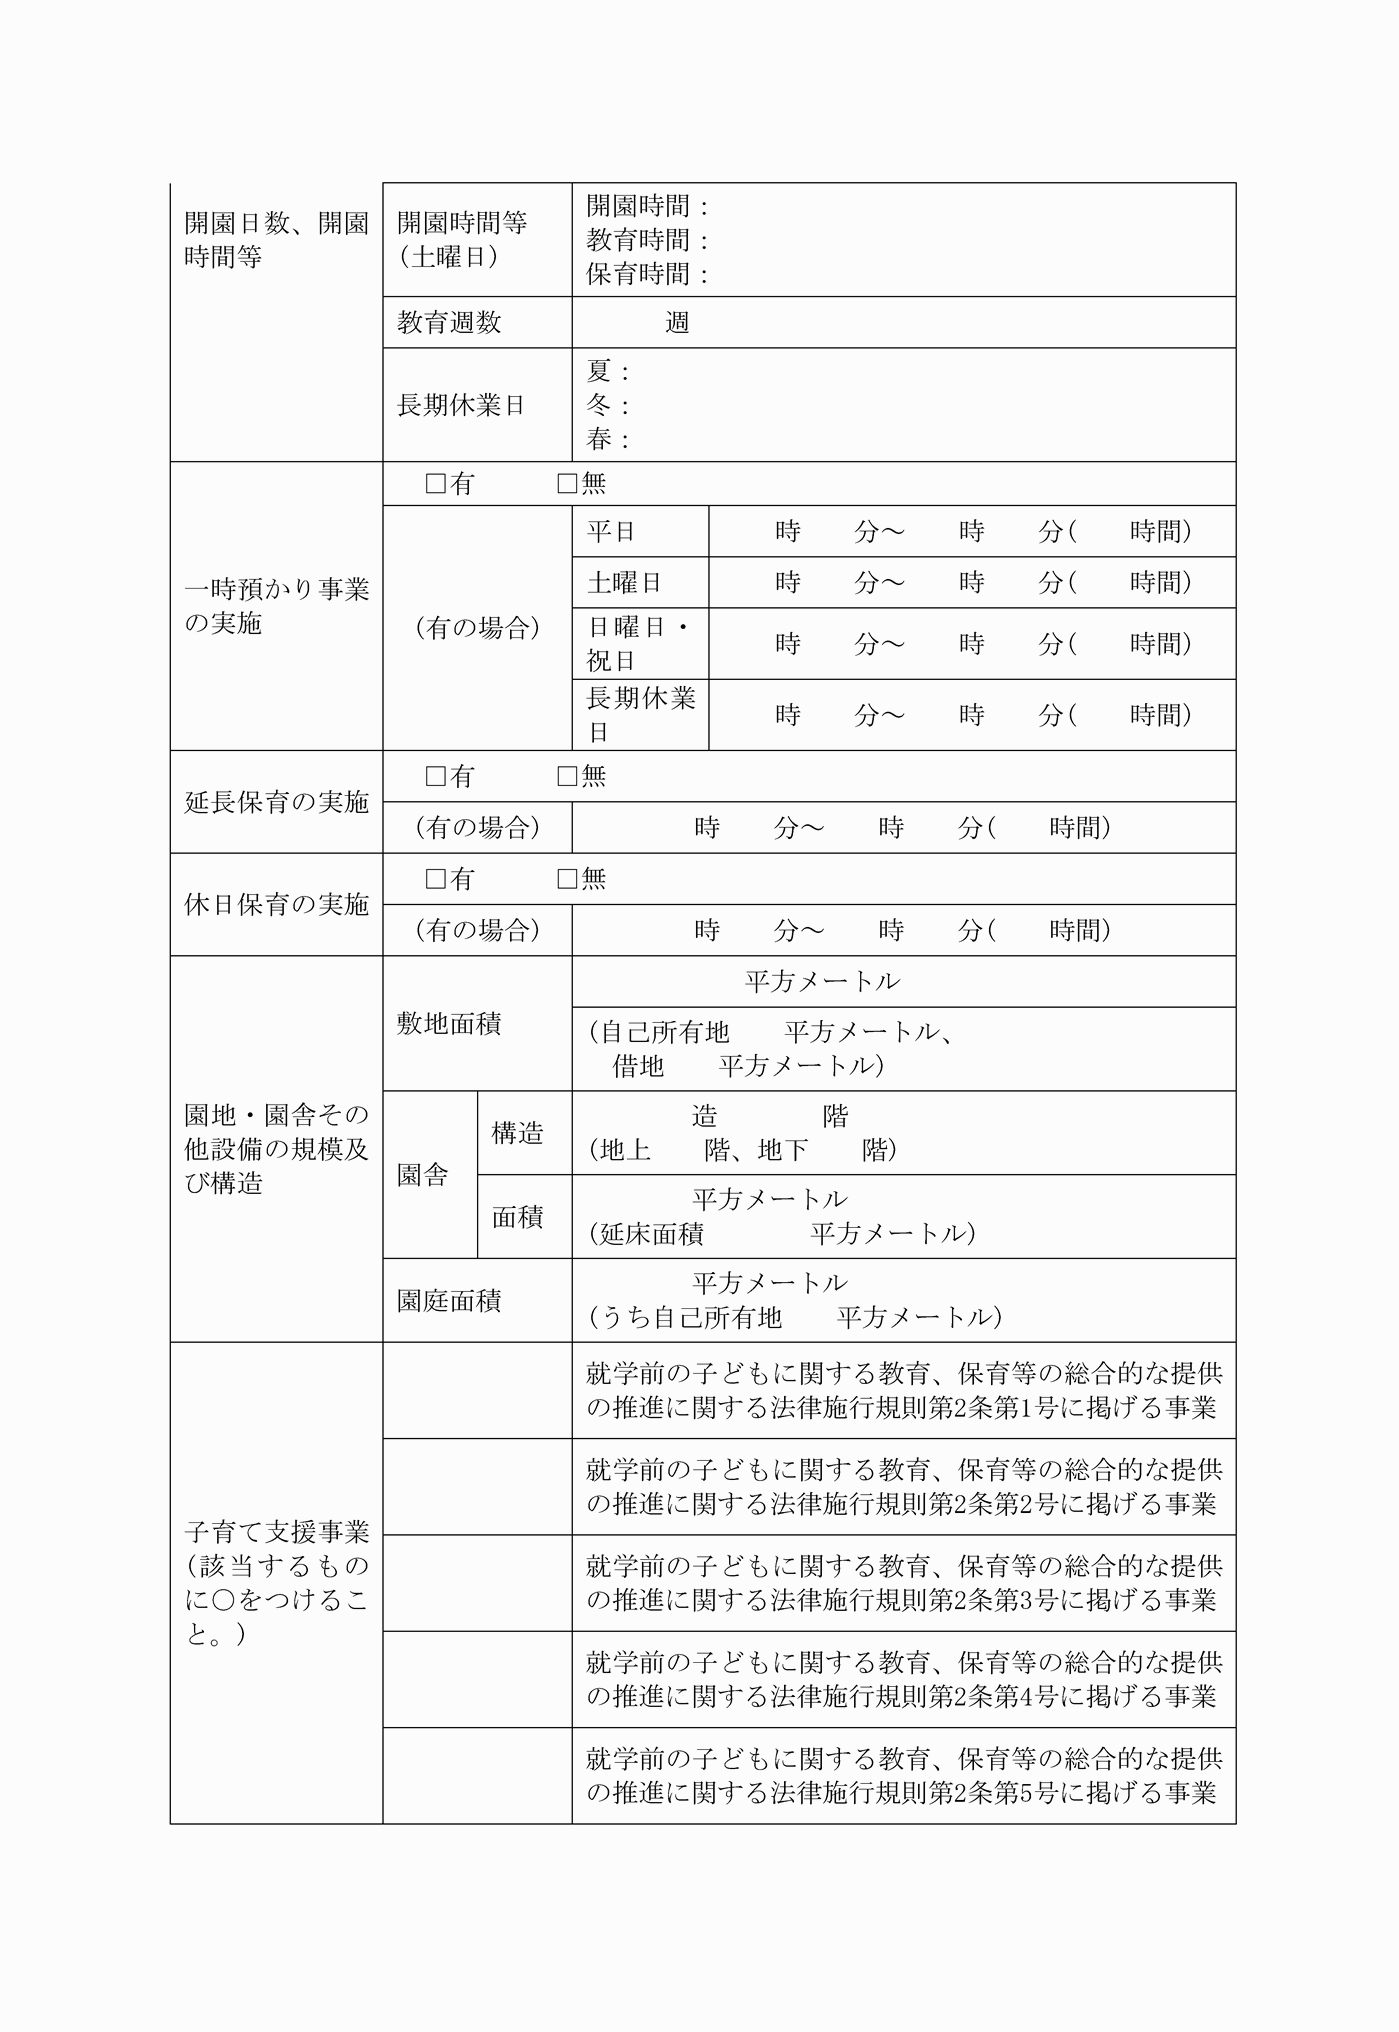 開園日数、開園
時間等
開園時間等
（土曜日）
開園時間：
教育時間：
保育時間：
教育週数
週
長期休業日
夏：
冬：
春：
一時預かり事業
の実施
□有　　　□無
（有の場合）
平日
時　　分～　　時　　分(　　時間)
土曜日
時　　分～　　時　　分(　　時間)
日曜日・
祝日
時　　分～　　時　　分(　　時間)
長期休業
日
時　　分～　　時　　分(　　時間)
延長保育の実施
□有　　　□無
（有の場合）
時　　分～　　時　　分(　　時間)
休日保育の実施
□有　　　□無
（有の場合）
時　　分～　　時　　分(　　時間)
園地・園舎その
他設備の規模及
び構造
敷地面積
平方メートル
(自己所有地　　平方メートル、
借地　　平方メートル)
園舎
構造
造　　　　階
(地上　　階、地下　　階)
面積
平方メートル
(延床面積　　　　平方メートル)
園庭面積
平方メートル
(うち自己所有地　　平方メートル)
子育て支援事業
（該当するもの
に○をつけるこ
と。）
就学前の子どもに関する教育、保育等の総合的な提供
の推進に関する法律施行規則第2条第1号に掲げる事業
就学前の子どもに関する教育、保育等の総合的な提供
の推進に関する法律施行規則第2条第2号に掲げる事業
就学前の子どもに関する教育、保育等の総合的な提供
の推進に関する法律施行規則第2条第3号に掲げる事業
就学前の子どもに関する教育、保育等の総合的な提供
の推進に関する法律施行規則第2条第4号に掲げる事業
就学前の子どもに関する教育、保育等の総合的な提供
の推進に関する法律施行規則第2条第5号に掲げる事業